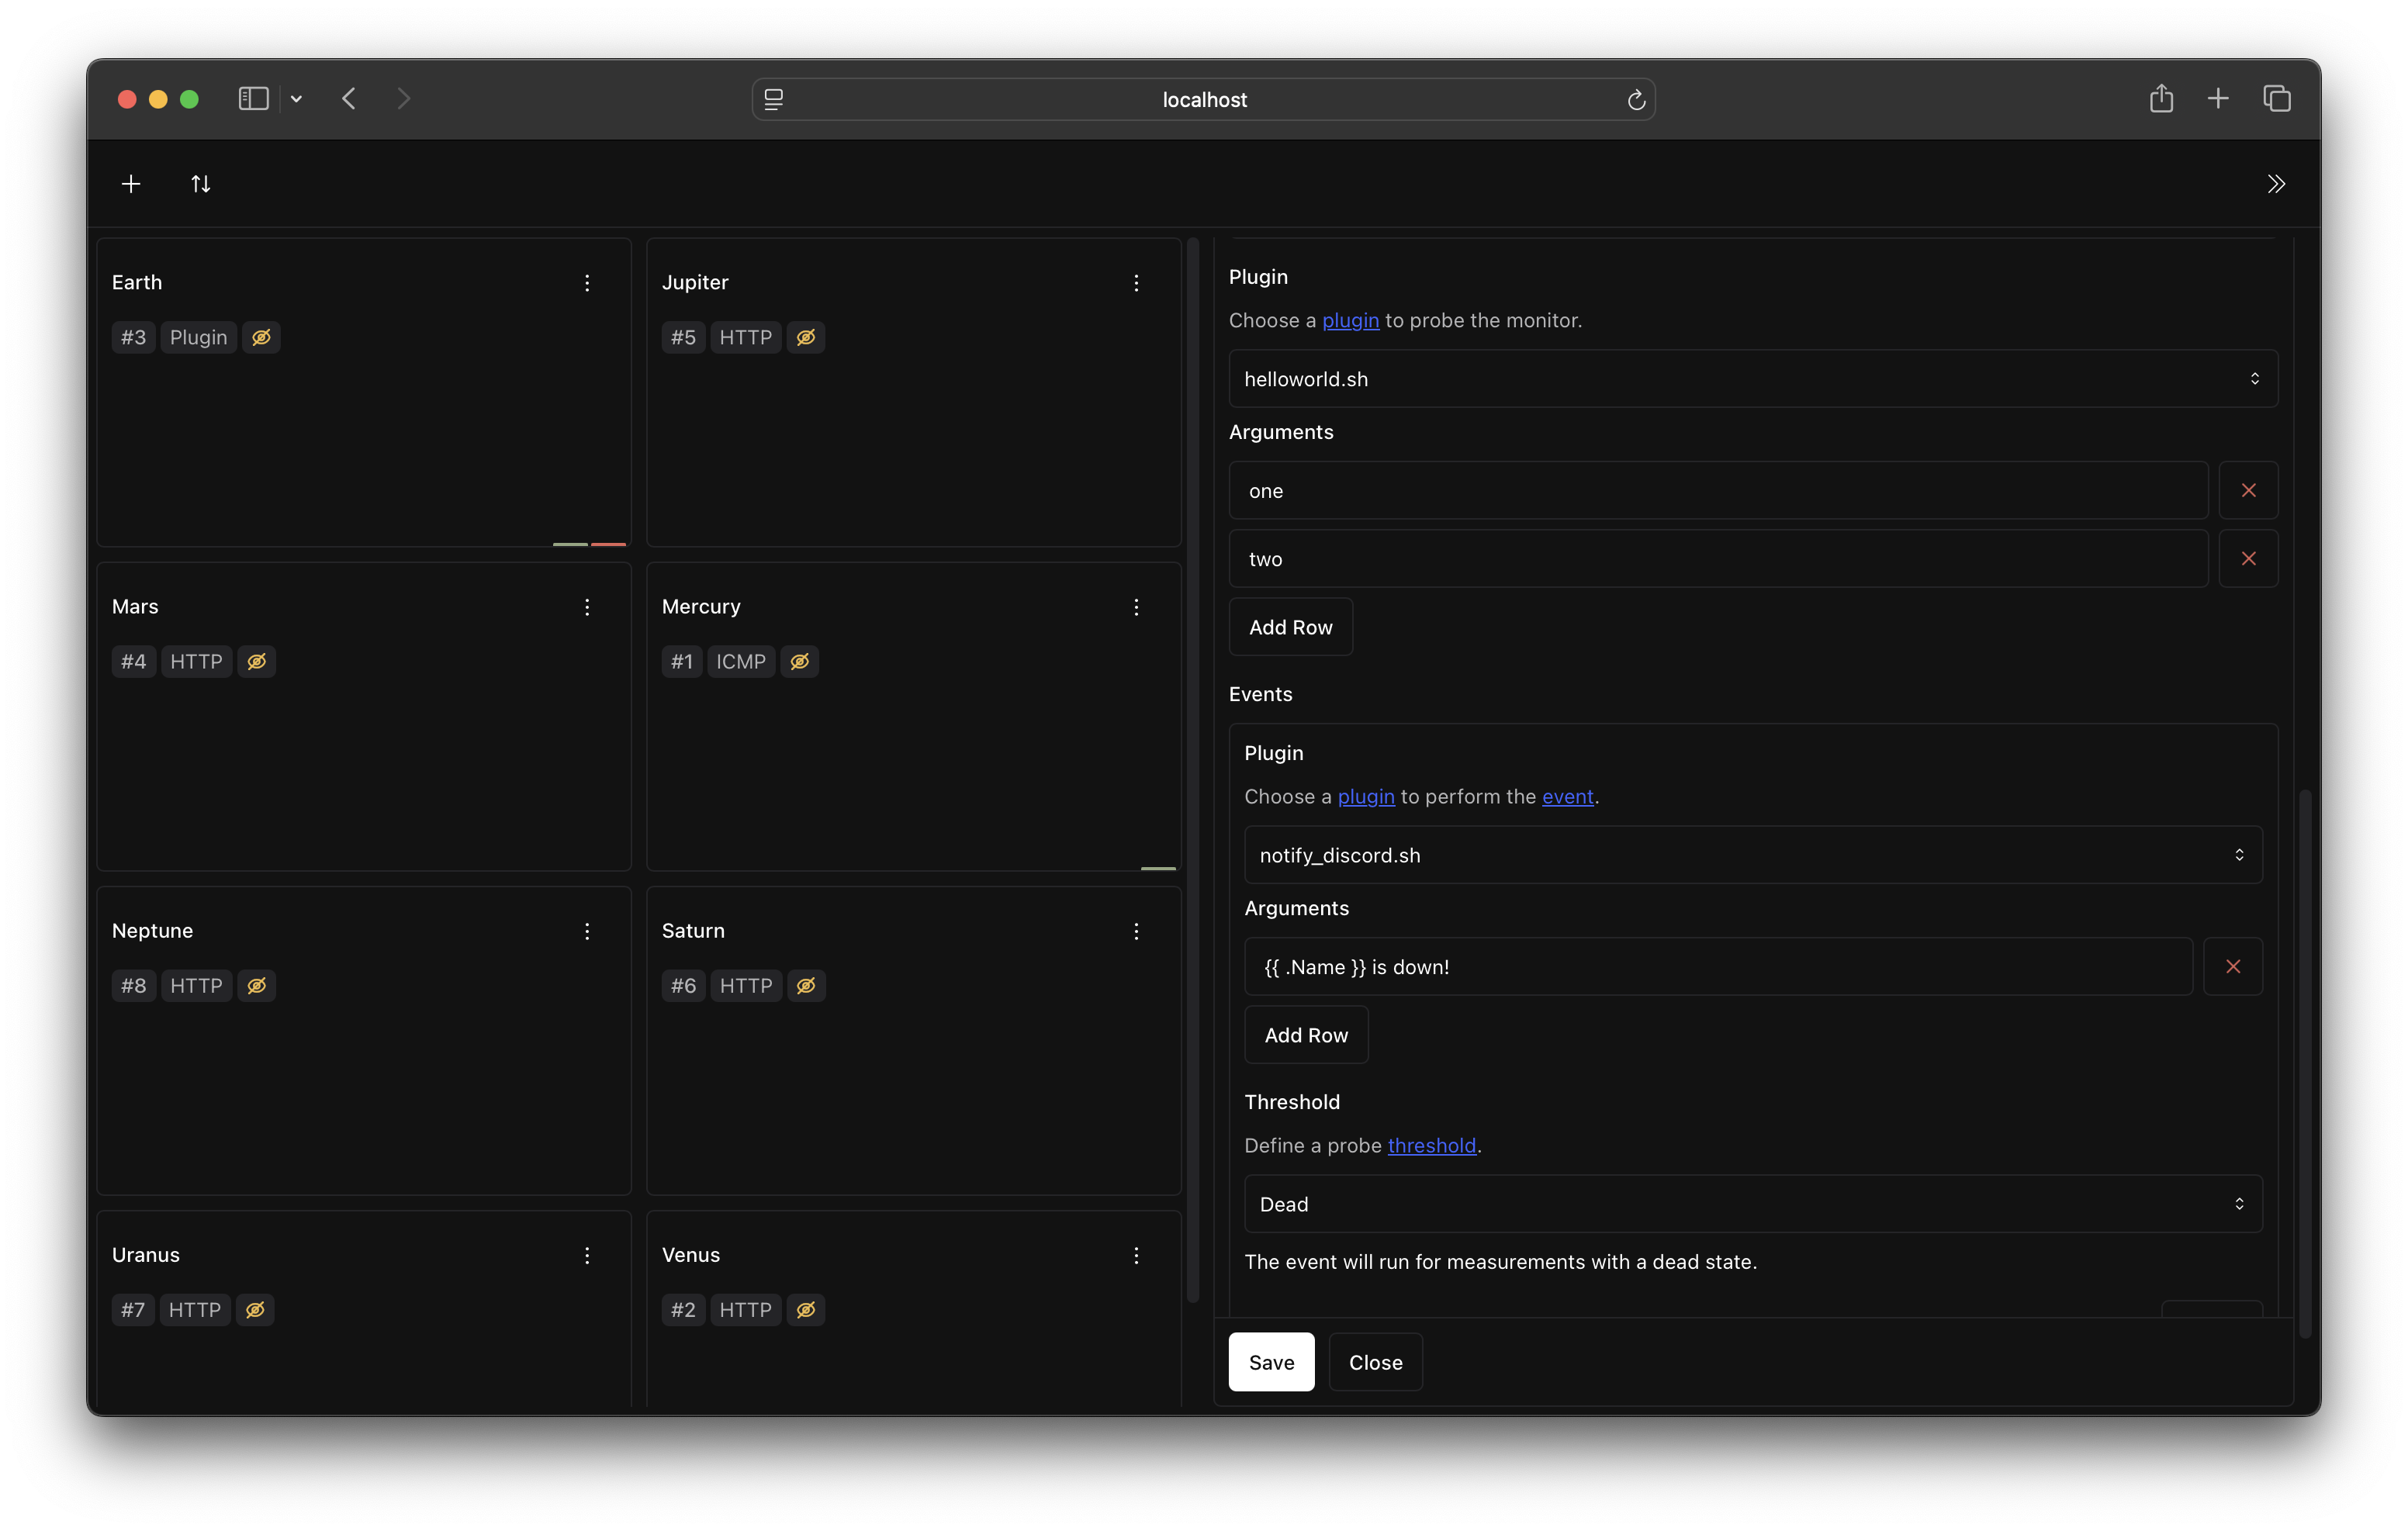 localhost
Earth
#3 Plugin
Jupiter
#5 HTTP
Mars
#4 HTTP
Mercury
#1 ICMP
Neptune
#8 HTTP
Saturn
#6 HTTP
Uranus
#7 HTTP
Venus
#2 HTTP
Plugin
Choose a plugin to probe the monitor.
helloworld.sh
Arguments
one
two
Add Row
Events
Plugin
Choose a plugin to perform the event.
notify_discord.sh
Arguments
{{ .Name }} is down!
Add Row
Threshold
Define a probe threshold.
Dead
The event will run for measurements with a dead state.
Save Close